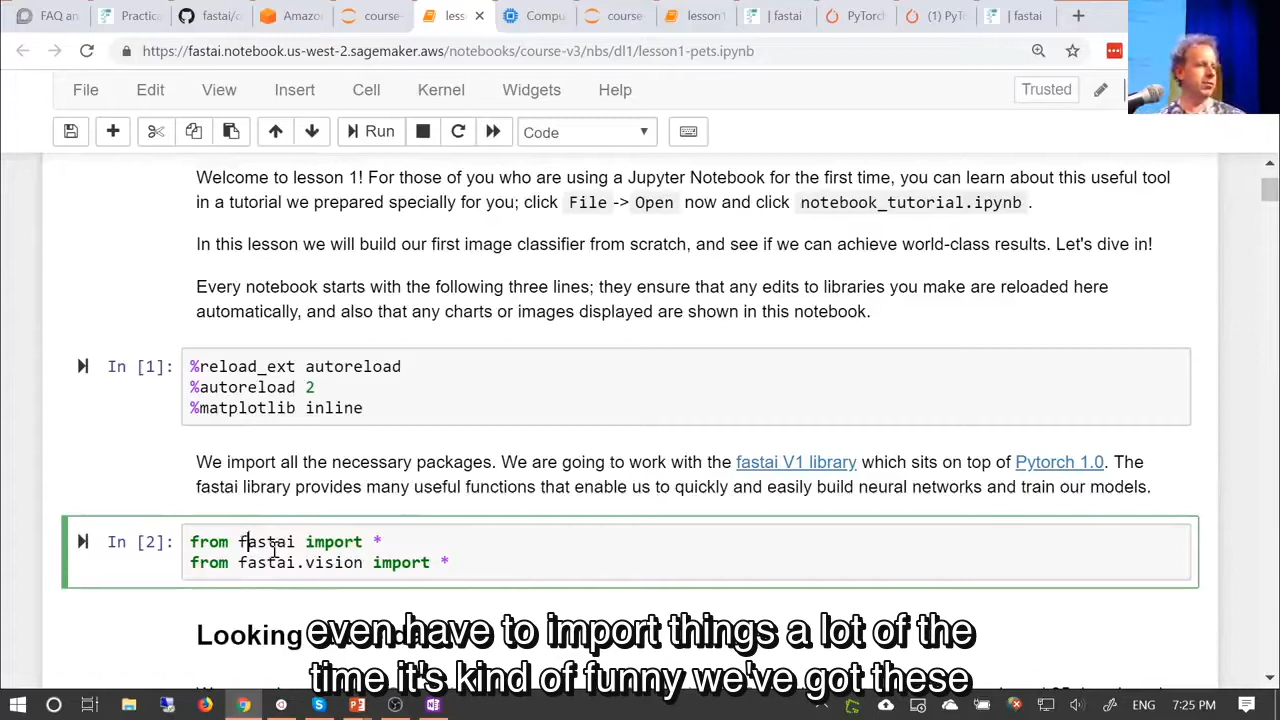 FAQ an
Practica
fastai/c
Amazo
course-
less
Compu
course
lesson1
| fastai
PyTorch
(1) PyT
| fastai
https://fastai.notebook.us-west-2.sagemaker.aws/notebooks/course-v3/nbs/dl1/lesson1-pets.ipynb
File Edit View Insert Cell Kernel Widgets Help Trusted
Run Code
Welcome to lesson 1! For those of you who are using a Jupyter Notebook for the first time, you can learn about this useful tool
in a tutorial we prepared specially for you; click File -> Open now and click notebook_tutorial.ipynb .
In this lesson we will build our first image classifier from scratch, and see if we can achieve world-class results. Let's dive in!
Every notebook starts with the following three lines; they ensure that any edits to libraries you make are reloaded here
automatically, and also that any charts or images displayed are shown in this notebook.
In [1]: %reload_ext autoreload
%autoreload 2
%matplotlib inline
We import all the necessary packages. We are going to work with the fastai V1 library which sits on top of Pytorch 1.0. The
fastai library provides many useful functions that enable us to quickly and easily build neural networks and train our models.
In [2]: from fastai import *
from fastai.vision import *
Looking
even have to import things a lot of the
time it's kind of funny we've got these
ENG 7:25 PM